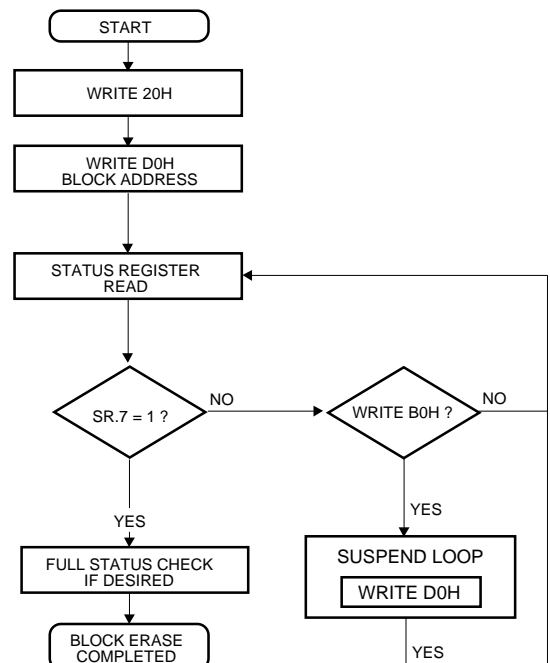 START
WRITE 20H
WRITE D0H
BLOCK ADDRESS
STATUS REGISTER
READ
SR.7 = 1 ?
NO
WRITE B0H ?
NO
YES
YES
FULL STATUS CHECK
IF DESIRED
SUSPEND LOOP
WRITE D0H
BLOCK ERASE
COMPLETED
YES